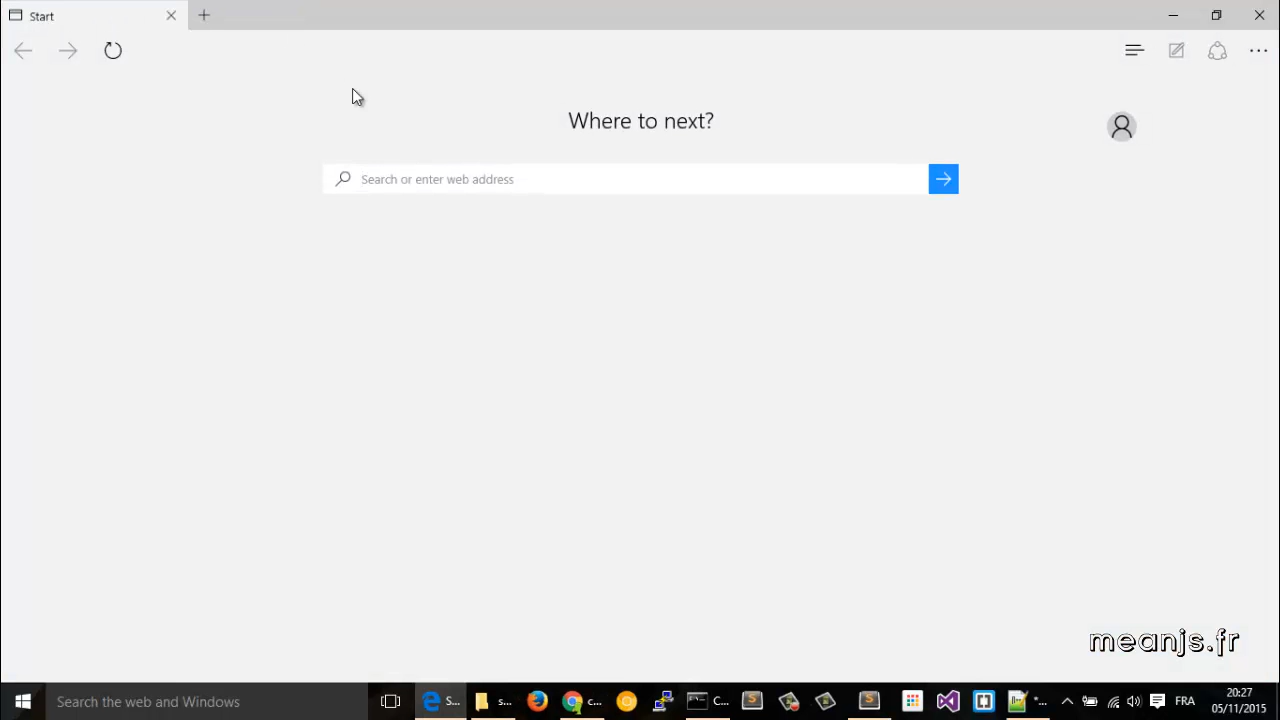 Start
Where to next?
Search or enter web address
meanjs.fr
Search the web and Windows
S...
s...
c...
C...
"...
FRA
20:27
05/11/2015